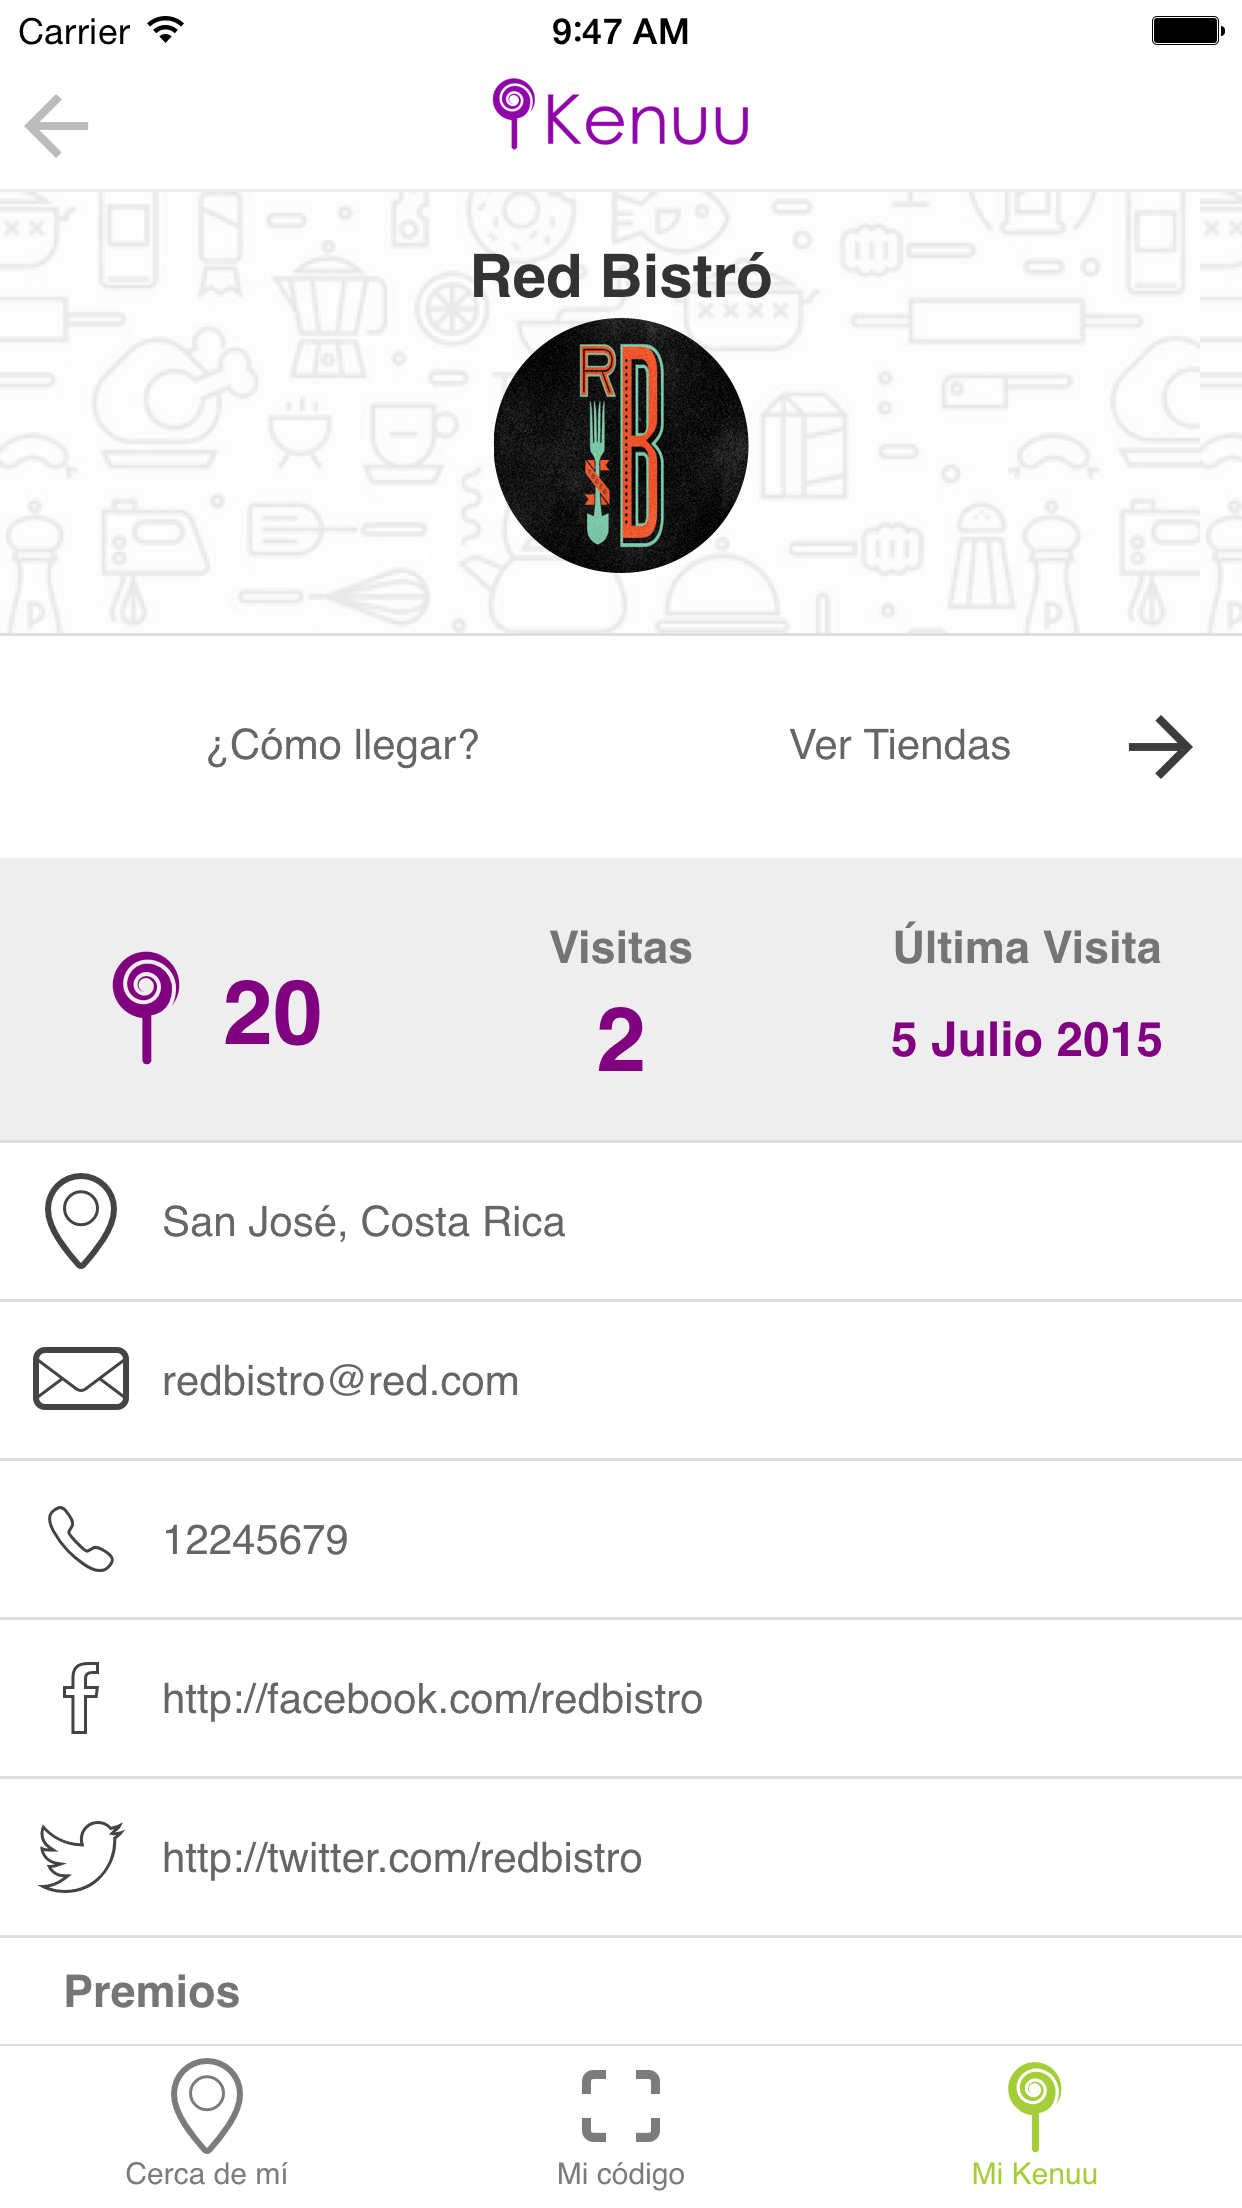 Carrier 9:47 AM
Kenuu
Red Bistró
R
B
¿Cómo llegar? Ver Tiendas
20
Visitas
2
Última Visita
5 Julio 2015
San José, Costa Rica
redbistro@red.com
12245679
http://facebook.com/redbistro
http://twitter.com/redbistro
Premios
Cerca de mí
Mi código
Mi Kenuu